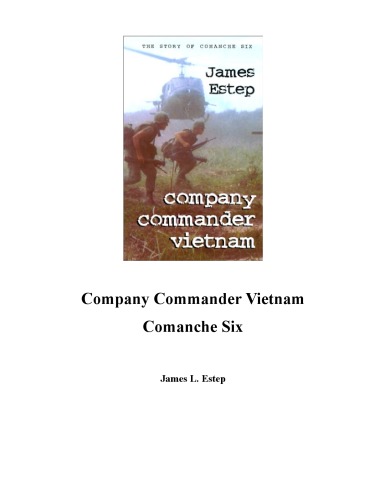 THE STORY OF COMANCHE SIX
James
Estep
company
commander
vietnam
Company Commander Vietnam
Comanche Six
James L. Estep